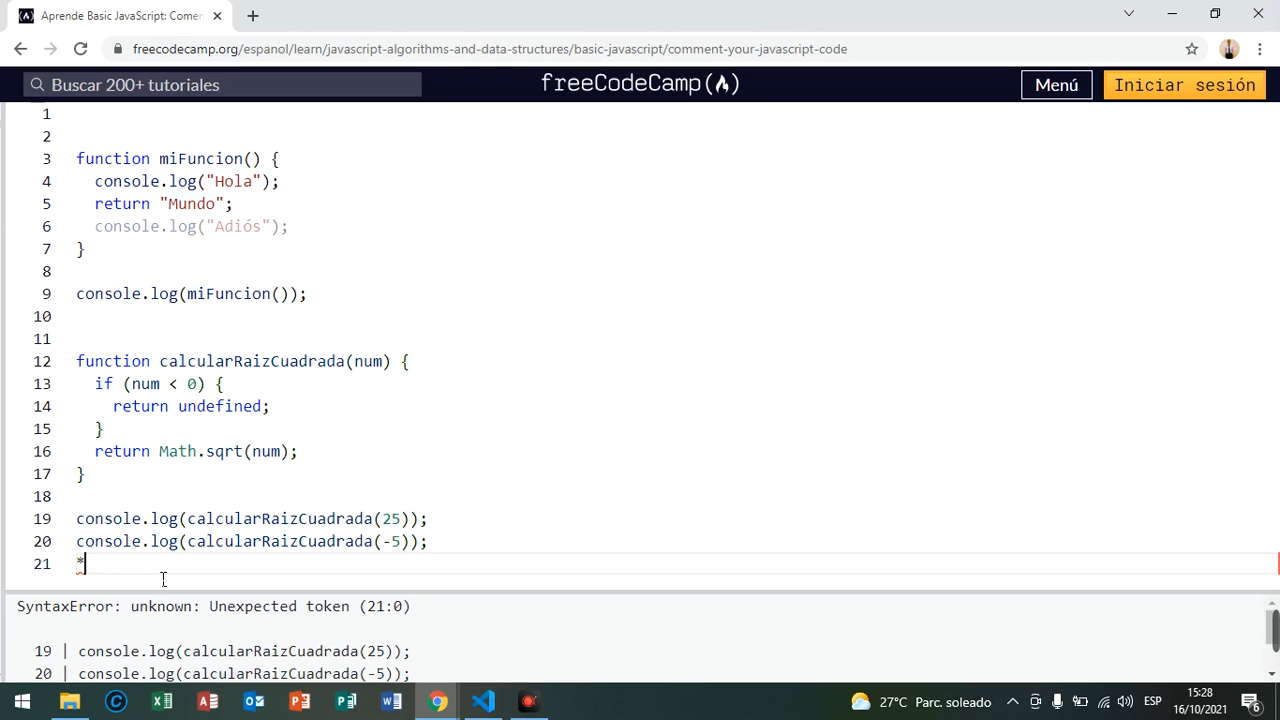 Aprende Basic JavaScript: Comen
freecodecamp.org/espanol/learn/javascript-algorithms-and-data-structures/basic-javascript/comment-your-javascript-code
Buscar 200+ tutoriales
freeCodeCamp
Menú
Iniciar sesión
1
2
3 function miFuncion() {
4 console.log("Hola");
5 return "Mundo";
6 console.log("Adiós");
7 }
8
9 console.log(miFuncion());
10
11
12 function calcularRaizCuadrada(num) {
13 if (num < 0) {
14 return undefined;
15 }
16 return Math.sqrt(num);
17 }
18
19 console.log(calcularRaizCuadrada(25));
20 console.log(calcularRaizCuadrada(-5));
21 *
SyntaxError: unknown: Unexpected token (21:0)
19 | console.log(calcularRaizCuadrada(25));
20 | console.log(calcularRaizCuadrada(-5));
27°C Parc. soleado
ESP
15:28
16/10/2021
6